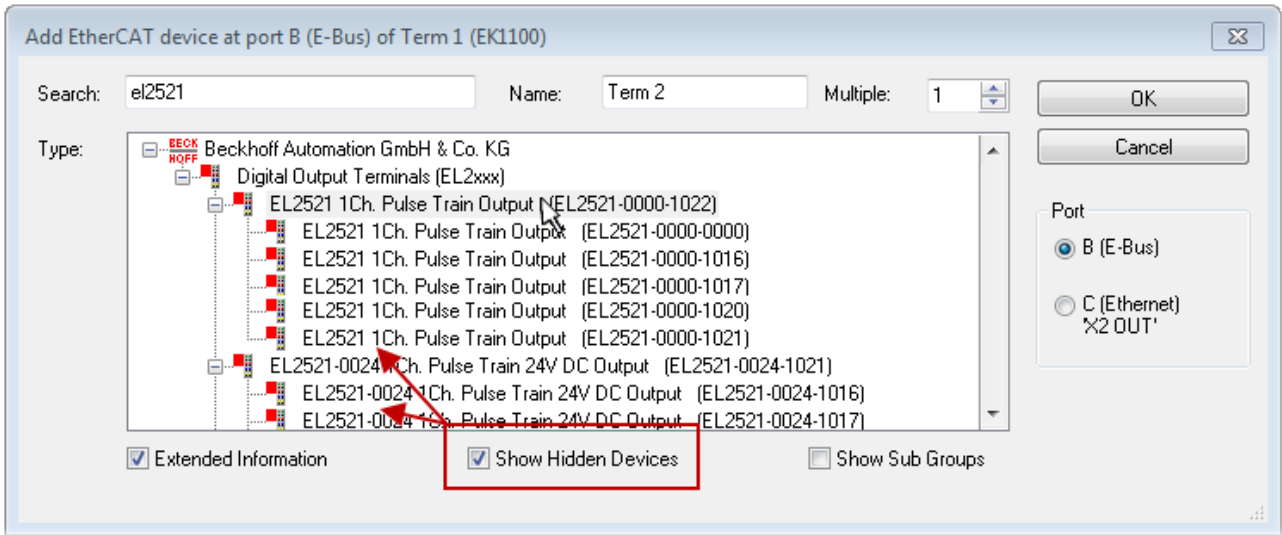 Add EtherCAT device at port B (E-Bus) of Term 1 (EK1100)
Search: el2521 Name: Term 2 Multiple: 1 OK
Type: BECKHOFF Beckhoff Automation GmbH & Co. KG Cancel
Digital Output Terminals (EL2xxx)
EL2521 1Ch. Pulse Train Output (EL2521-0000-1022)
EL2521 1Ch. Pulse Train Output (EL2521-0000-0000)
EL2521 1Ch. Pulse Train Output (EL2521-0000-1016)
EL2521 1Ch. Pulse Train Output (EL2521-0000-1017)
EL2521 1Ch. Pulse Train Output (EL2521-0000-1020)
EL2521 1Ch. Pulse Train Output (EL2521-0000-1021)
EL2521-0024 1Ch. Pulse Train 24V DC Output (EL2521-0024-1021)
EL2521-0024 1Ch. Pulse Train 24V DC Output (EL2521-0024-1016)
EL2521-0024 1Ch. Pulse Train 24V DC Output (EL2521-0024-1017)
Port
B (E-Bus)
C (Ethernet)
'X2 OUT'
Extended Information Show Hidden Devices Show Sub Groups